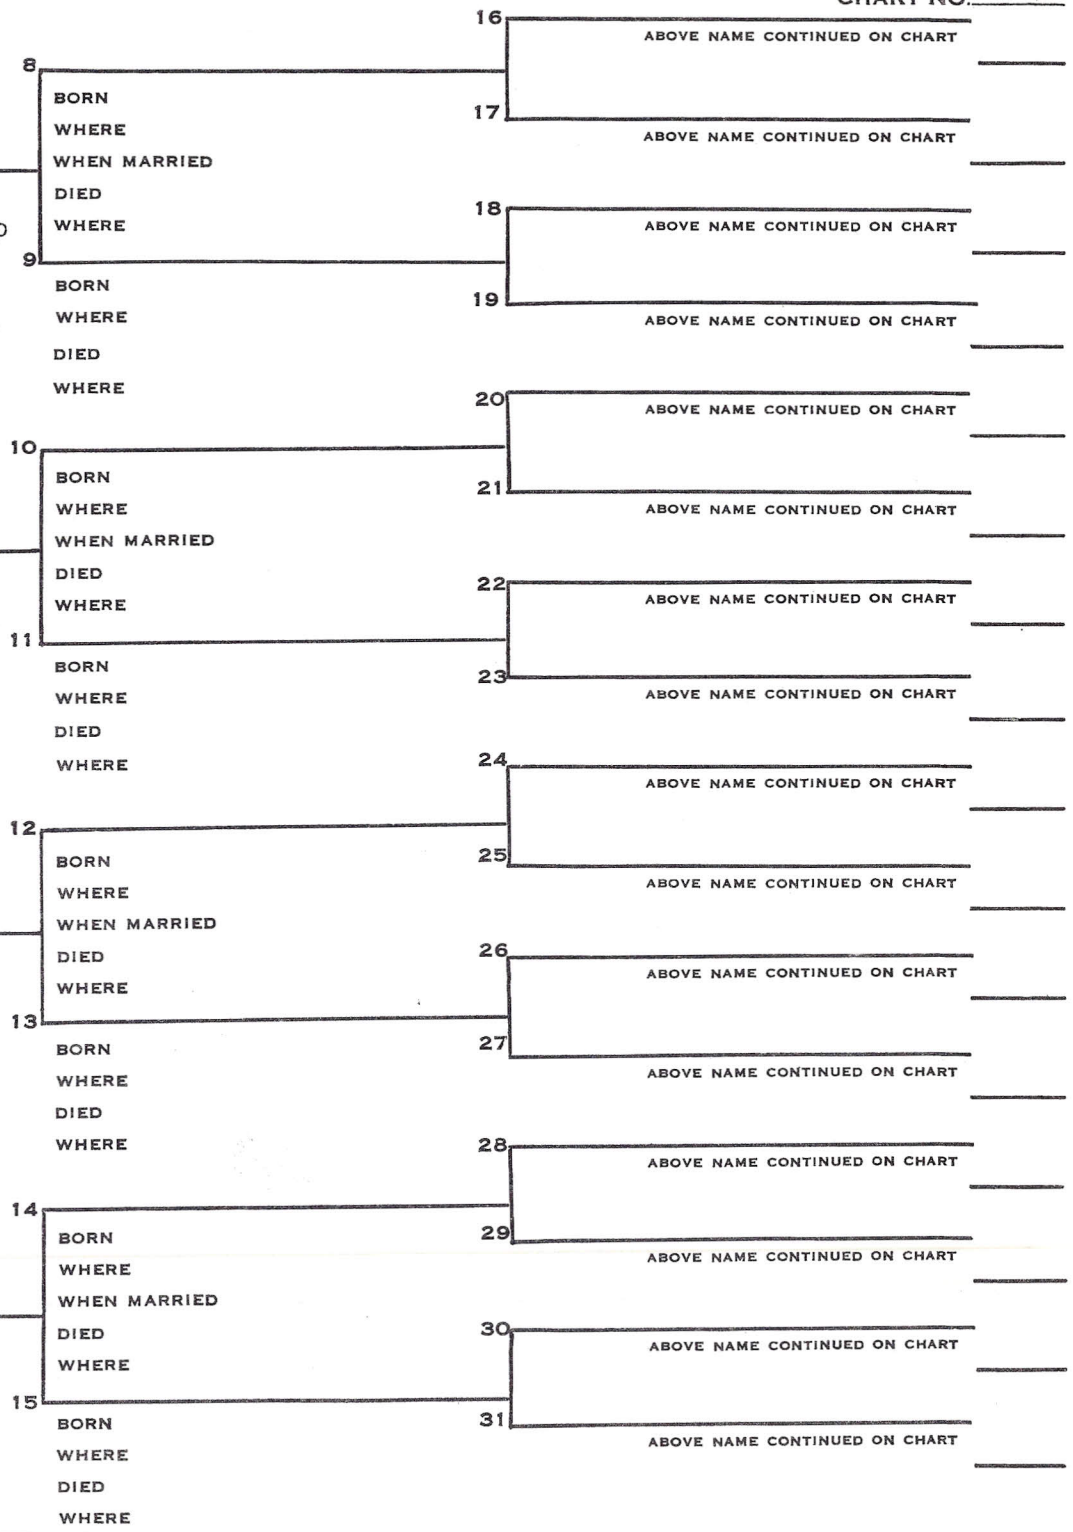 CHART NO.
16
ABOVE NAME CONTINUED ON CHART
8
BORN
17
WHERE
ABOVE NAME CONTINUED ON CHART
WHEN MARRIED
DIED
18
WHERE
ABOVE NAME CONTINUED ON CHART
9
BORN
19
WHERE
ABOVE NAME CONTINUED ON CHART
DIED
WHERE
20
ABOVE NAME CONTINUED ON CHART
10
BORN
21
WHERE
ABOVE NAME CONTINUED ON CHART
WHEN MARRIED
DIED
22
WHERE
ABOVE NAME CONTINUED ON CHART
11
BORN
23
WHERE
ABOVE NAME CONTINUED ON CHART
DIED
WHERE
24
ABOVE NAME CONTINUED ON CHART
12
BORN
25
WHERE
ABOVE NAME CONTINUED ON CHART
WHEN MARRIED
DIED
26
WHERE
ABOVE NAME CONTINUED ON CHART
13
BORN
27
WHERE
ABOVE NAME CONTINUED ON CHART
DIED
WHERE
28
ABOVE NAME CONTINUED ON CHART
14
BORN
29
WHERE
ABOVE NAME CONTINUED ON CHART
WHEN MARRIED
DIED
30
WHERE
ABOVE NAME CONTINUED ON CHART
15
BORN
31
WHERE
ABOVE NAME CONTINUED ON CHART
DIED
WHERE